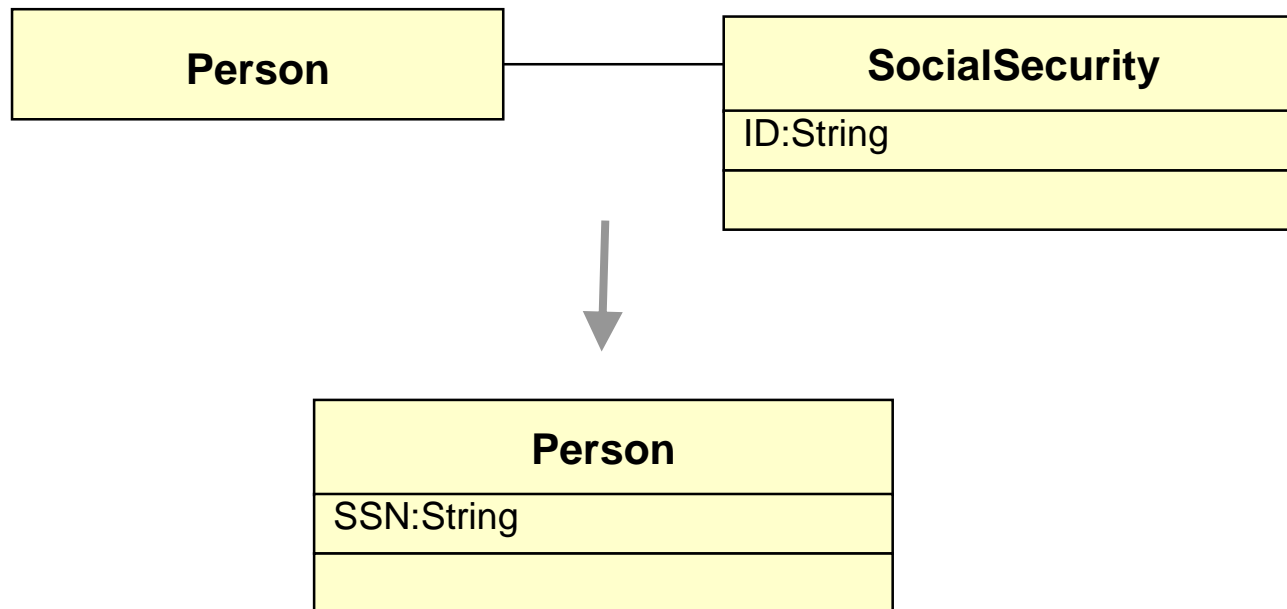 Person
SocialSecurity
ID:String
Person
SSN:String